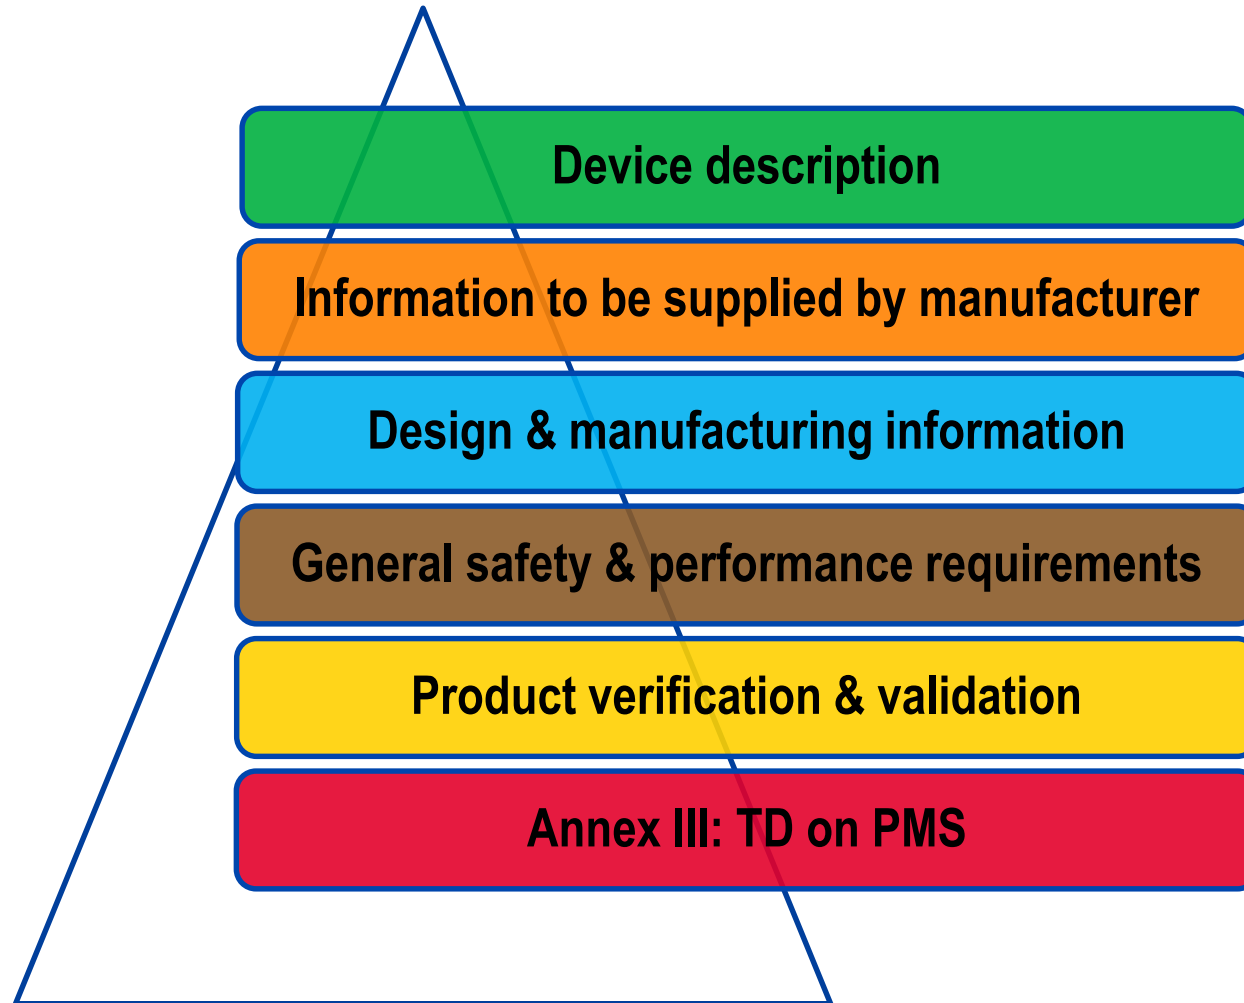 Device description
Information to be supplied by manufacturer
Design & manufacturing information
General safety & performance requirements
Product verification & validation
Annex III: TD on PMS